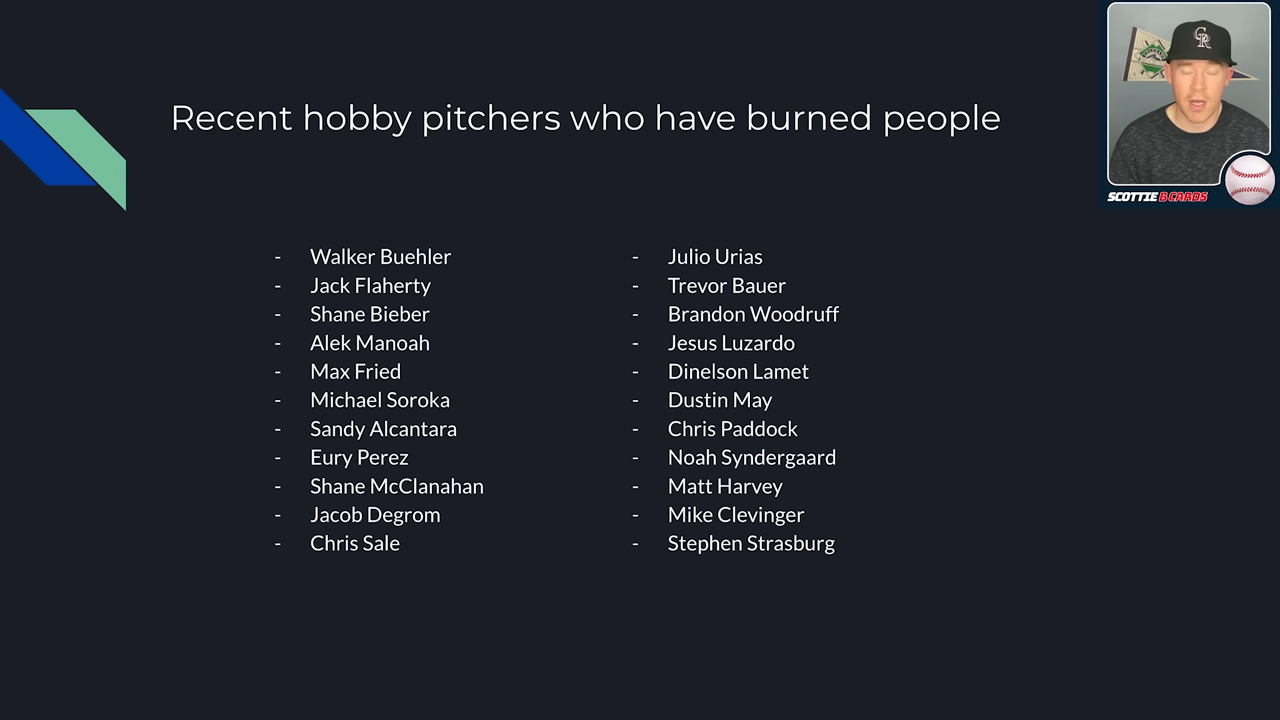 Recent hobby pitchers who have burned people
- Walker Buehler
- Jack Flaherty
- Shane Bieber
- Alek Manoah
- Max Fried
- Michael Soroka
- Sandy Alcantara
- Eury Perez
- Shane McClanahan
- Jacob Degrom
- Chris Sale
- Julio Urias
- Trevor Bauer
- Brandon Woodruff
- Jesus Luzardo
- Dinelson Lamet
- Dustin May
- Chris Paddock
- Noah Syndergaard
- Matt Harvey
- Mike Clevinger
- Stephen Strasburg
CR
SCOTTIE B CARDS